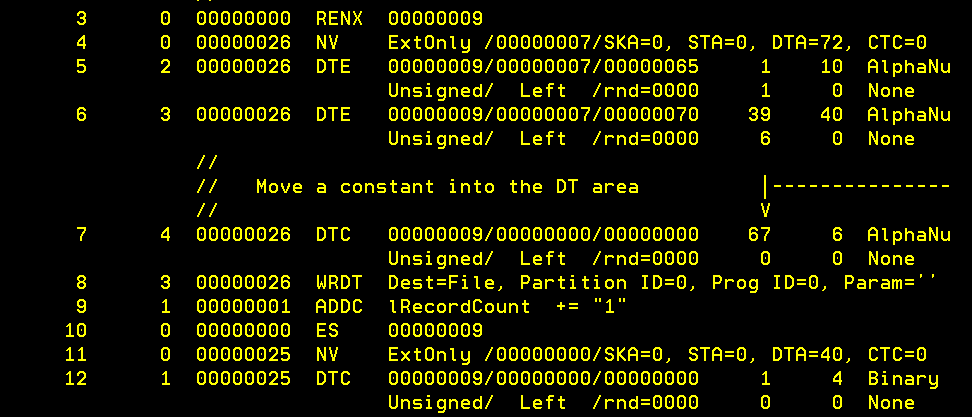 //
3 0 00000000 RENX 00000009
4 0 00000026 NV ExtOnly /00000007/SKA=0, STA=0, DTA=72, CTC=0
5 2 00000026 DTE 00000009/00000007/00000065 1 10 AlphaNu
Unsigned/ Left /rnd=0000 1 0 None
6 3 00000026 DTE 00000009/00000007/00000070 39 40 AlphaNu
Unsigned/ Left /rnd=0000 6 0 None
//
// Move a constant into the DT area |---------------
// V
7 4 00000026 DTC 00000009/00000000/00000000 67 6 AlphaNu
Unsigned/ Left /rnd=0000 0 0 None
8 3 00000026 WRDT Dest=File, Partition ID=0, Prog ID=0, Param=''
9 1 00000001 ADDC lRecordCount += "1"
10 0 00000000 ES 00000009
11 0 00000025 NV ExtOnly /00000000/SKA=0, STA=0, DTA=40, CTC=0
12 1 00000025 DTC 00000009/00000000/00000000 1 4 Binary
Unsigned/ Left /rnd=0000 0 0 None